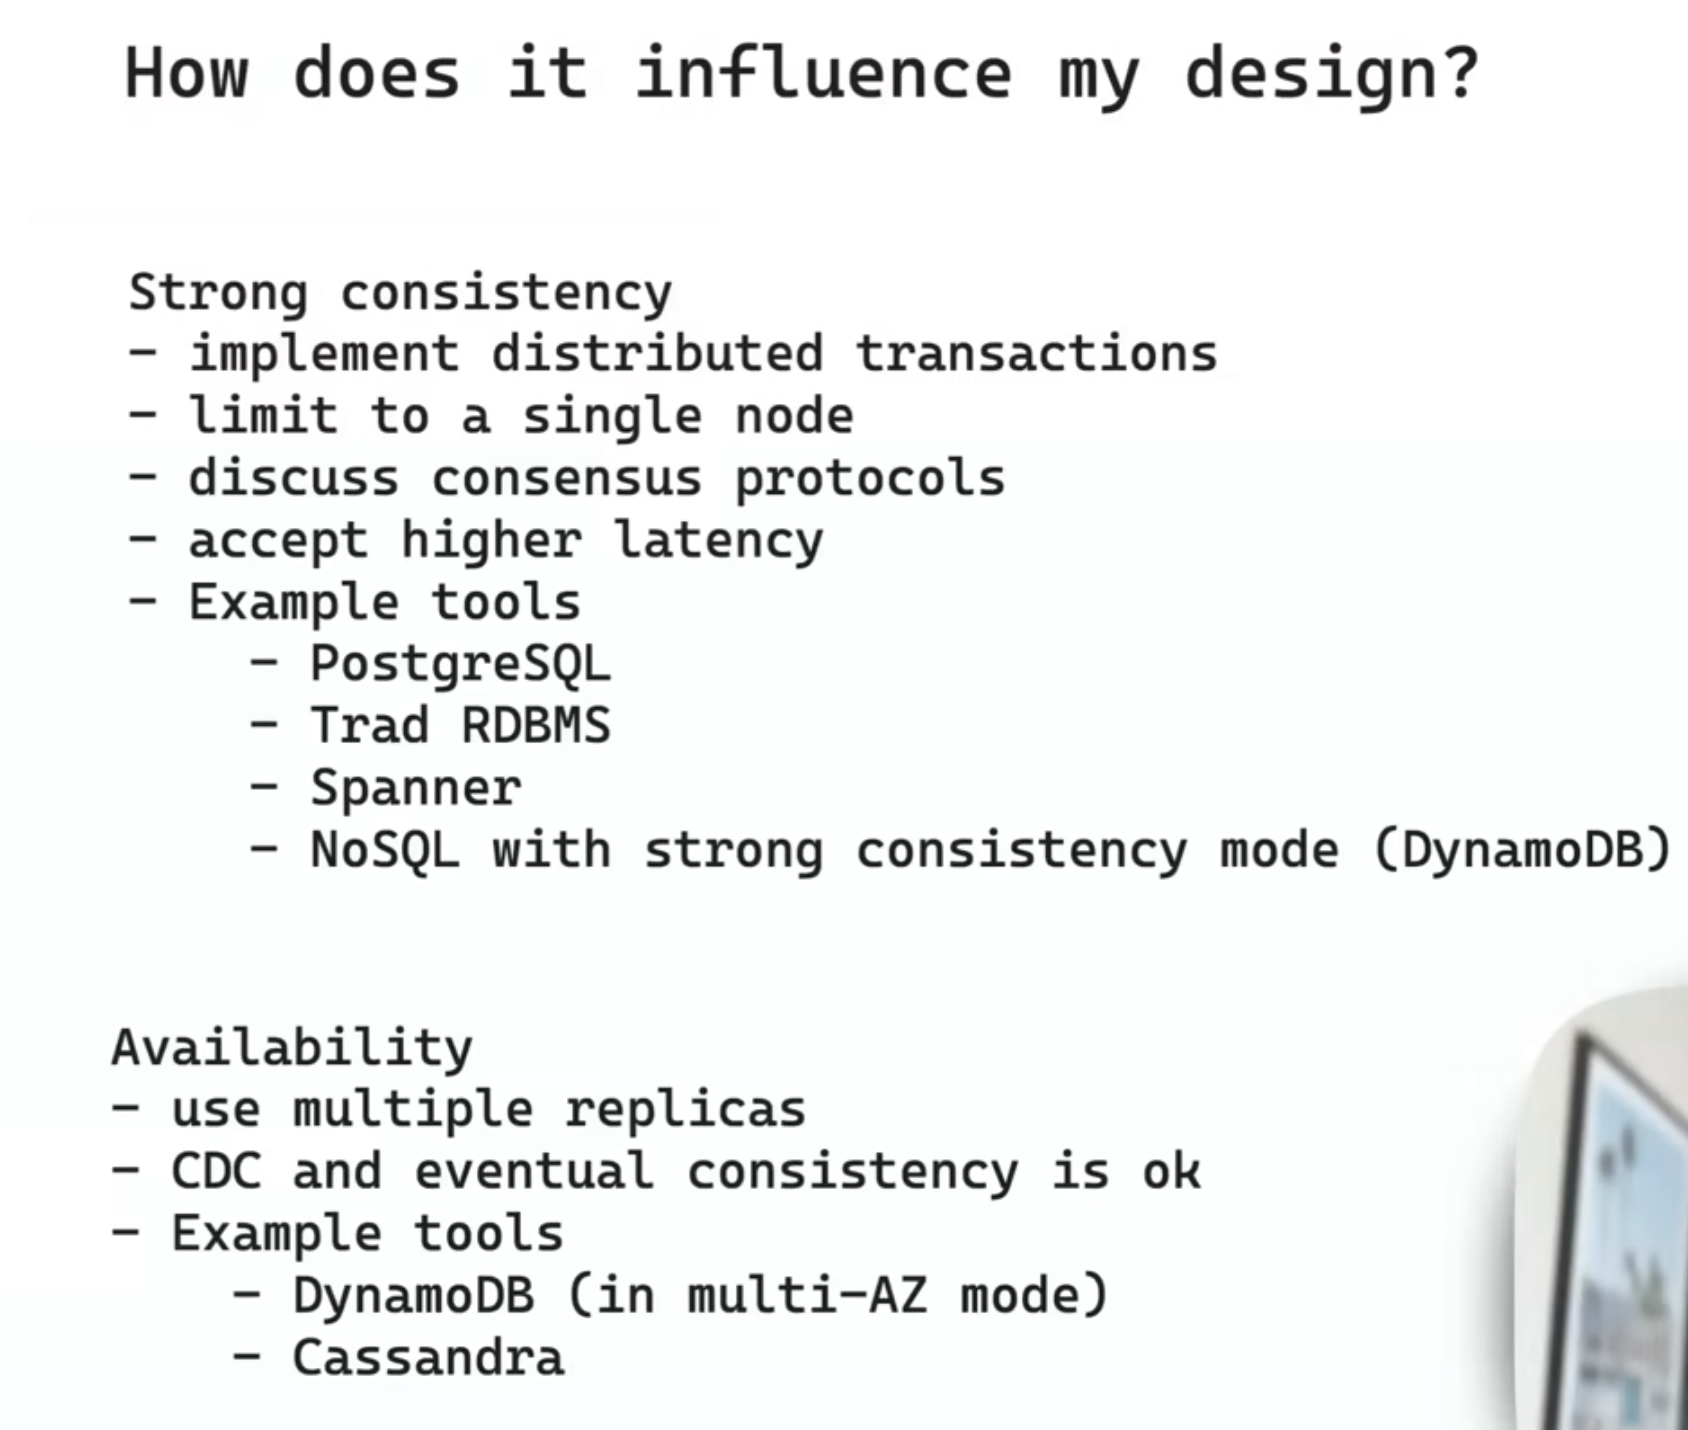 How does it influence my design?
Strong consistency
- implement distributed transactions
- limit to a single node
- discuss consensus protocols
- accept higher latency
- Example tools
- PostgreSQL
- Trad RDBMS
- Spanner
- NoSQL with strong consistency mode (DynamoDB)
Availability
- use multiple replicas
- CDC and eventual consistency is ok
- Example tools
- DynamoDB (in multi-AZ mode)
- Cassandra